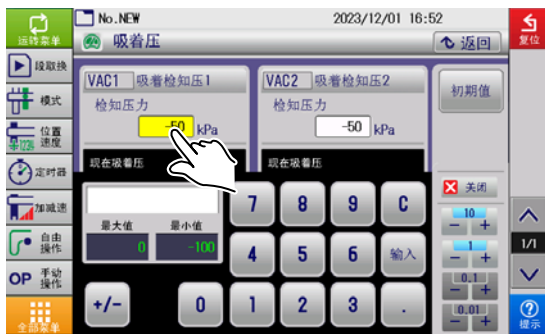 No.NEW 2023/12/01 16:52
运转菜单
吸着压
返回
复位
段取换
模式
位置
速度
定时器
加减速
自由
操作
OP 手动
操作
全部菜单
VAC1 吸着检知压1
检知压力
-50 kPa
现在吸着压
VAC2 吸着检知压2
检知压力
-50 kPa
现在吸着压
初期值
最大值 最小值
0 -100
7 8 9 C
4 5 6 输入
+/- 0 1 2 3 .
关闭
10
- +
1
- +
0.1
- +
0.01
- +
1/1
提示